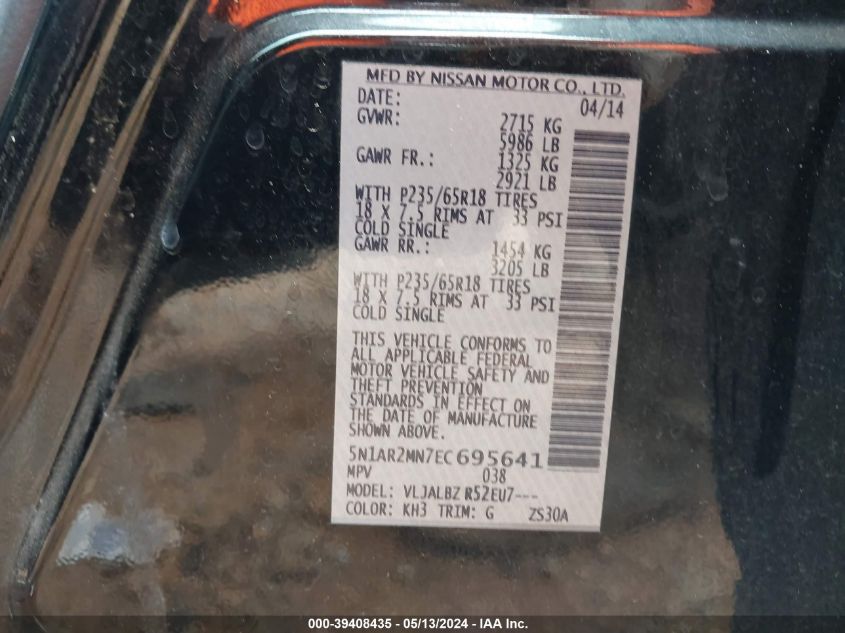 MFD BY NISSAN MOTOR CO., LTD.
DATE: 04/14
GVWR: 2715 KG
5986 LB
GAWR FR.: 1325 KG
2921 LB
WITH P235/65R18 TIRES
18 X 7.5 RIMS AT 33 PSI
COLD SINGLE
GAWR RR.: 1454 KG
3205 LB
WITH P235/65R18 TIRES
18 X 7.5 RIMS AT 33 PSI
COLD SINGLE
THIS VEHICLE CONFORMS TO
ALL APPLICABLE FEDERAL
MOTOR VEHICLE SAFETY AND
THEFT PREVENTION
STANDARDS IN EFFECT ON
THE DATE OF MANUFACTURE
SHOWN ABOVE.
5N1AR2MN7EC695641
MPV 038
MODEL: VLJALBZ R52EU7---
COLOR: KH3 TRIM: G ZS30A
000-39408435 - 05/13/2024 - IAA Inc.